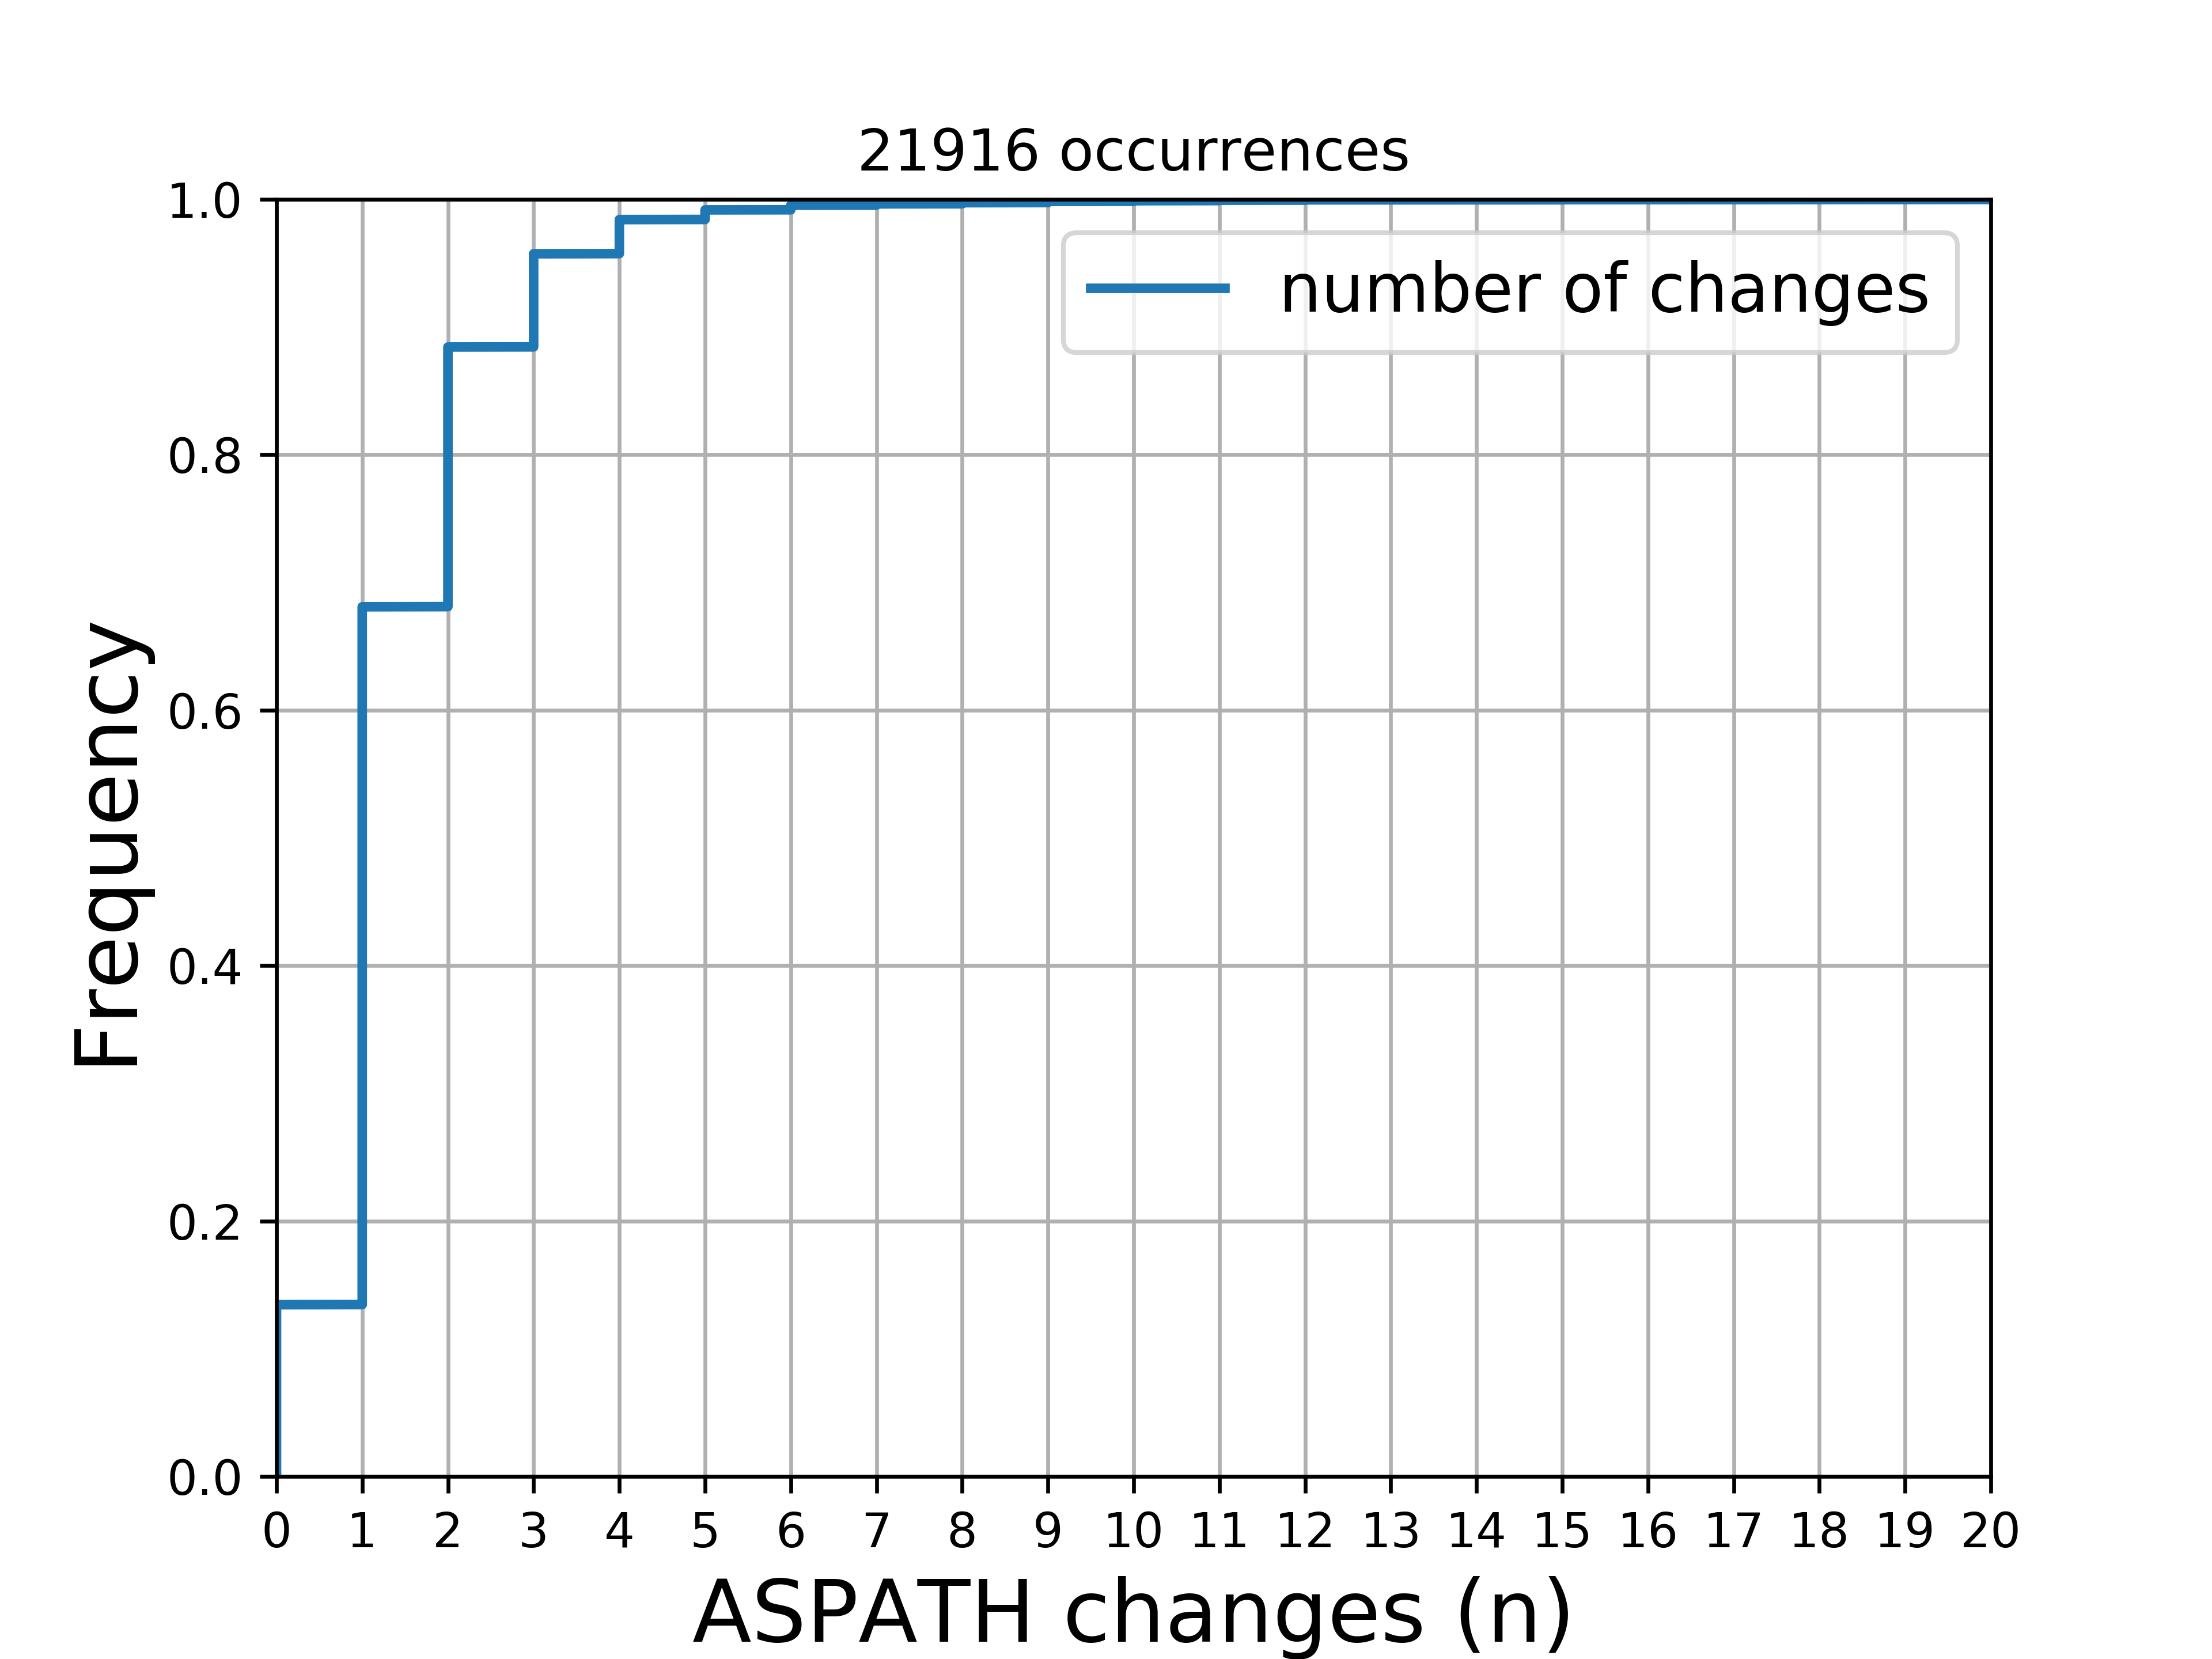 21916 occurrences
1.0
number of changes
0.8
0.6
0.4
0.2
0.0
Frequency
0 1 2 3 4 5 6 7 8 9 10 11 12 13 14 15 16 17 18 19 20
ASPATH changes (n)